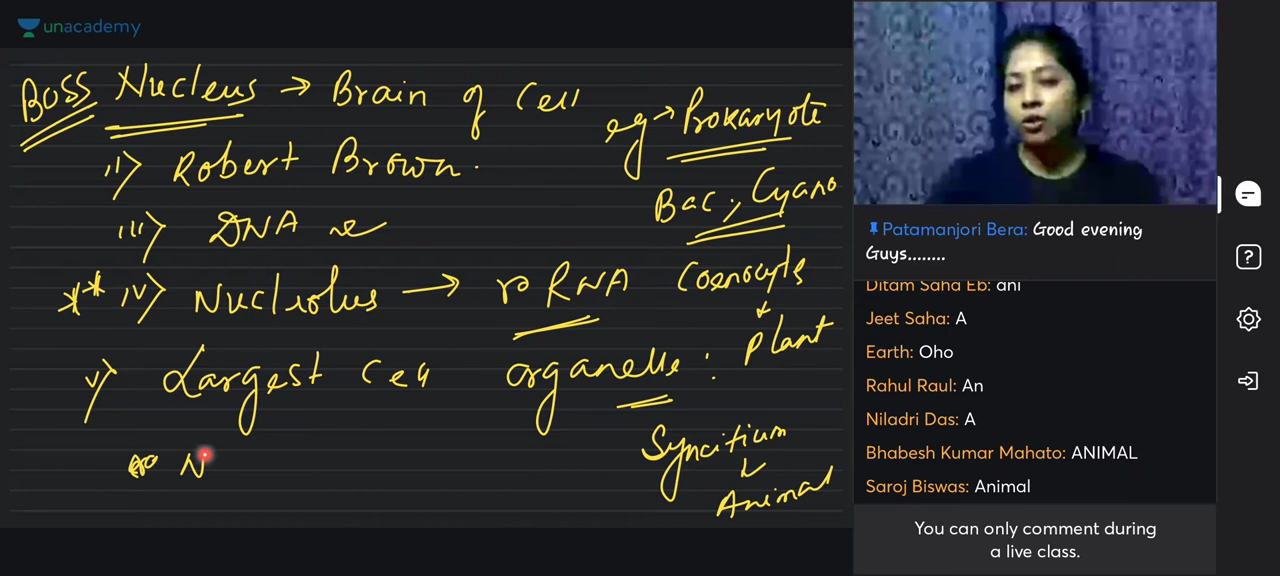 unacademy
BOSS Nucleus → Brain of Cell
ii) Robert Brown.
iii) DNA
** iv) Nucleolus → rRNA
v) Largest Cell organelle:
N
eg → Prokaryote
Bac, Cyano
Coenocyte
↓
Plant
Syncitium
↓
Animal
Patamanjori Bera: Good evening
Guys........
Ditam Saha Eb: ani
Jeet Saha: A
Earth: Oho
Rahul Raul: An
Niladri Das: A
Bhabesh Kumar Mahato: ANIMAL
Saroj Biswas: Animal
You can only comment during
a live class.